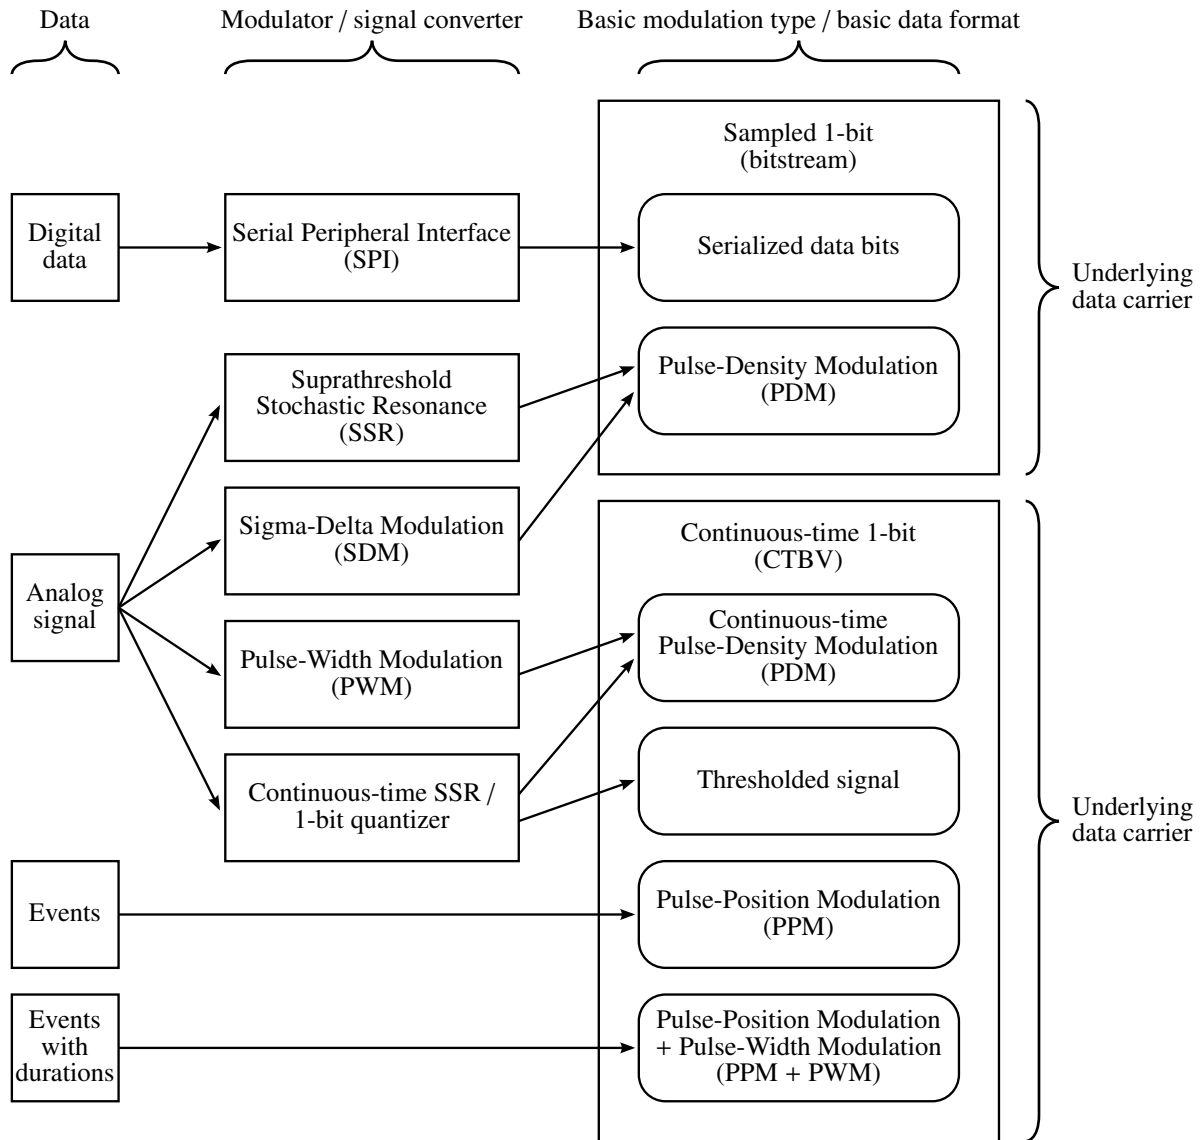 Data
Modulator / signal converter
Basic modulation type / basic data format
Sampled 1-bit
(bitstream)
Digital
data
Serial Peripheral Interface
(SPI)
Serialized data bits
Underlying
data carrier
Suprathreshold
Stochastic Resonance
(SSR)
Pulse-Density Modulation
(PDM)
Sigma-Delta Modulation
(SDM)
Continuous-time 1-bit
(CTBV)
Analog
signal
Pulse-Width Modulation
(PWM)
Continuous-time
Pulse-Density Modulation
(PDM)
Continuous-time SSR /
1-bit quantizer
Thresholded signal
Underlying
data carrier
Events
Pulse-Position Modulation
(PPM)
Events
with
durations
Pulse-Position Modulation
+ Pulse-Width Modulation
(PPM + PWM)